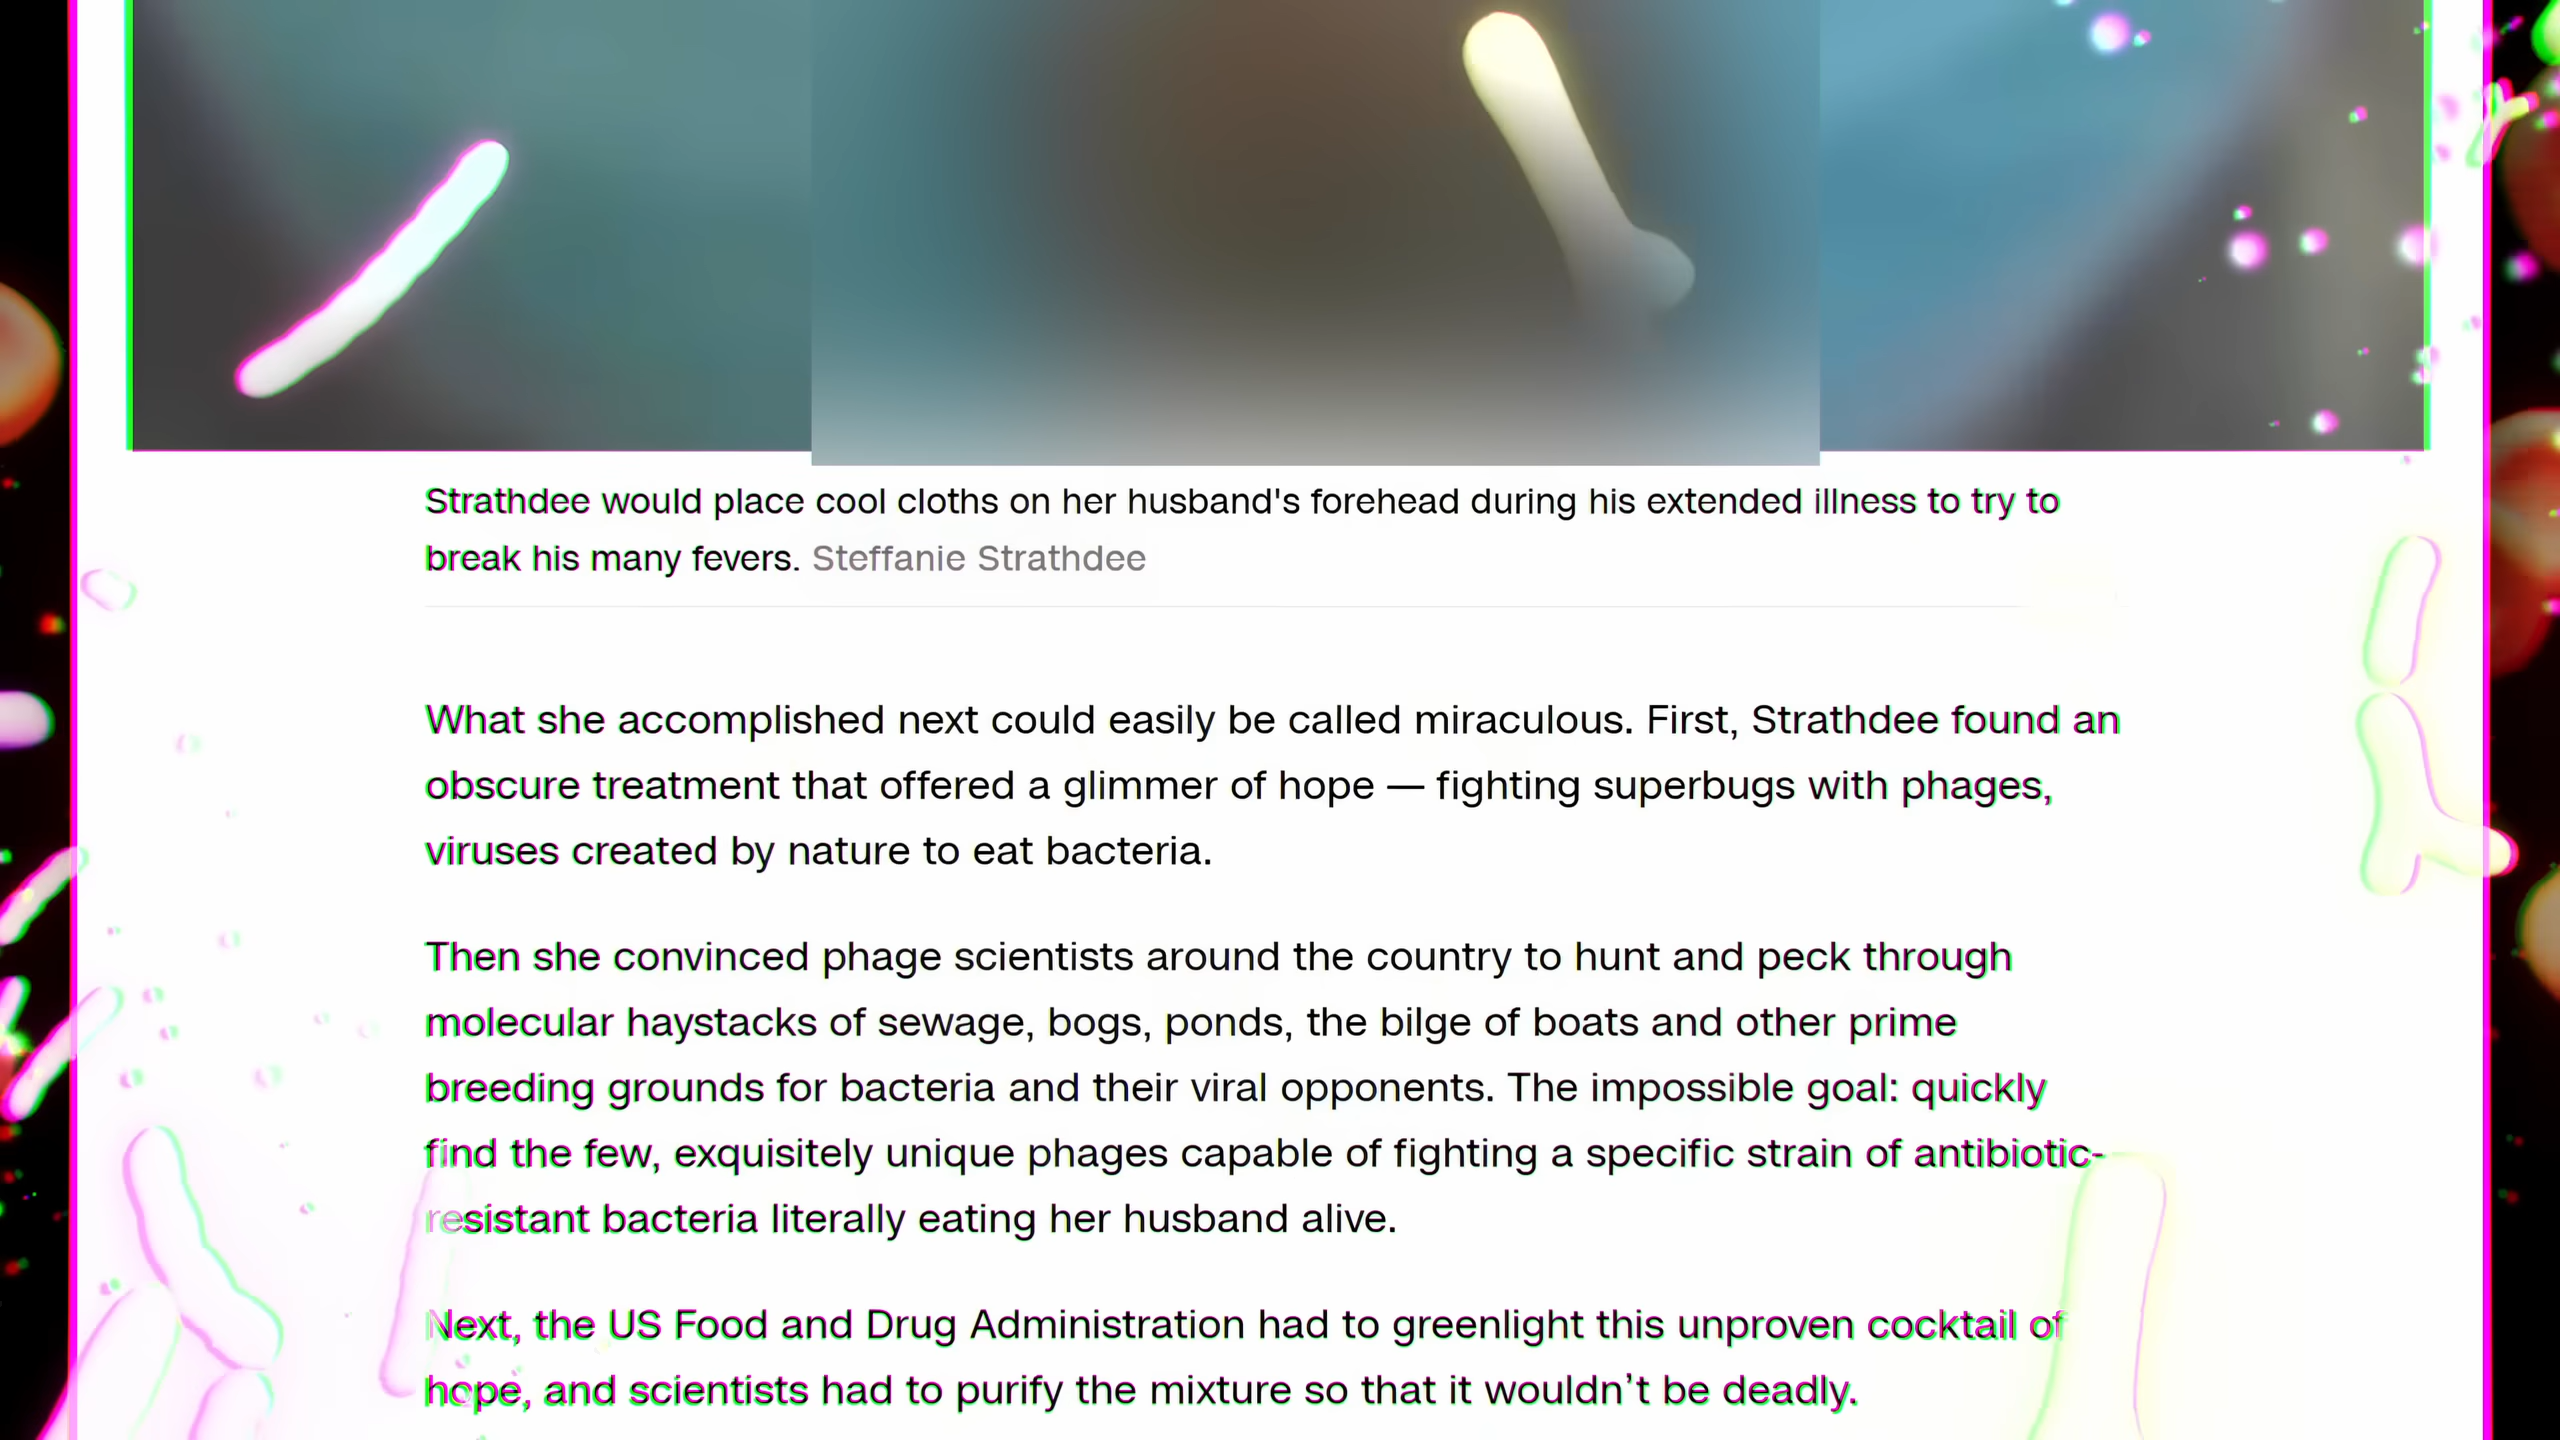 Strathdee would place cool cloths on her husband's forehead during his extended illness to try to
break his many fevers. Steffanie Strathdee
What she accomplished next could easily be called miraculous. First, Strathdee found an
obscure treatment that offered a glimmer of hope — fighting superbugs with phages,
viruses created by nature to eat bacteria.
Then she convinced phage scientists around the country to hunt and peck through
molecular haystacks of sewage, bogs, ponds, the bilge of boats and other prime
breeding grounds for bacteria and their viral opponents. The impossible goal: quickly
find the few, exquisitely unique phages capable of fighting a specific strain of antibiotic-
resistant bacteria literally eating her husband alive.
Next, the US Food and Drug Administration had to greenlight this unproven cocktail of
hope, and scientists had to purify the mixture so that it wouldn’t be deadly.